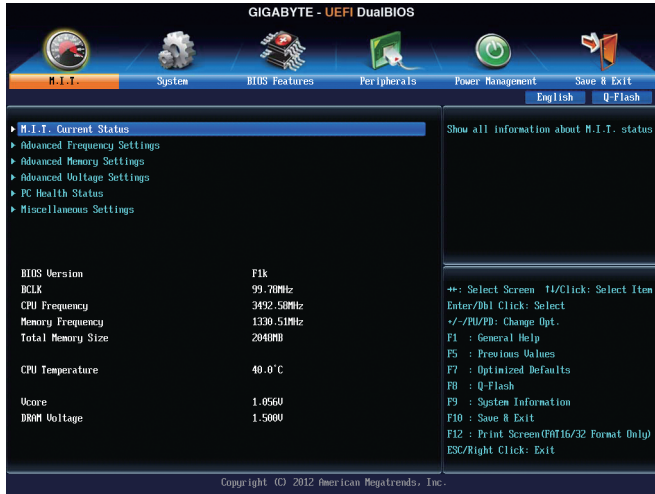 GIGABYTE - UEFI DualBIOS
M.I.T. System BIOS Features Peripherals Power Management Save & Exit
English Q-Flash
M.I.T. Current Status
Advanced Frequency Settings
Advanced Memory Settings
Advanced Voltage Settings
PC Health Status
Miscellaneous Settings
Show all information about M.I.T. status
BIOS Version F1k
BCLK 99.78MHz
CPU Frequency 3492.58MHz
Memory Frequency 1330.51MHz
Total Memory Size 2048MB
CPU Temperature 40.0°C
Vcore 1.056V
DRAM Voltage 1.500V
↔: Select Screen ↑↓/Click: Select Item
Enter/Dbl Click: Select
+/-/PU/PD: Change Opt.
F1 : General Help
F5 : Previous Values
F7 : Optimized Defaults
F8 : Q-Flash
F9 : System Information
F10 : Save & Exit
F12 : Print Screen(FAT16/32 Format Only)
ESC/Right Click: Exit
Copyright (C) 2012 American Megatrends, Inc.